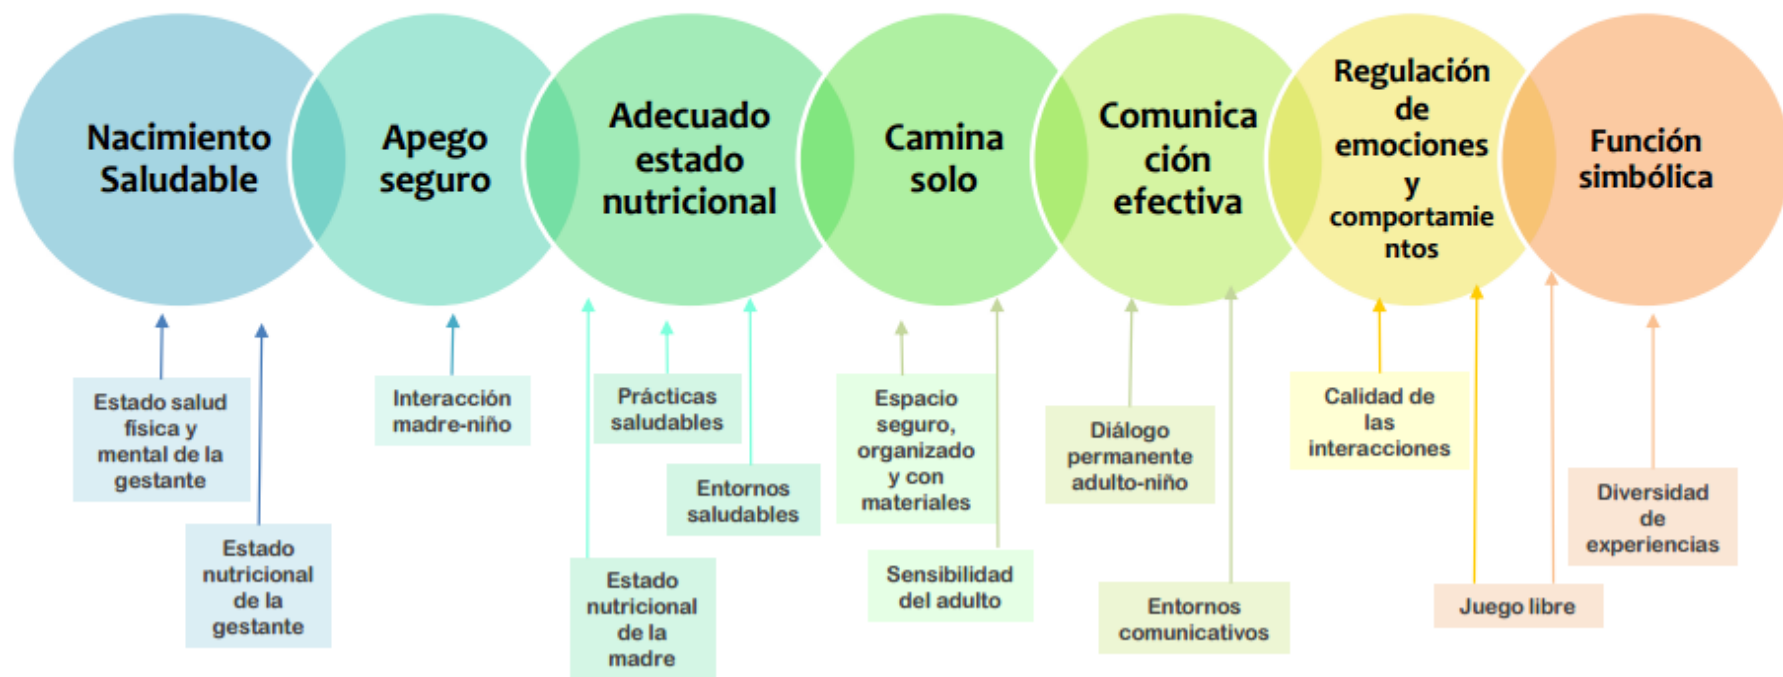 Nacimiento
Saludable
Apego
seguro
Adecuado
estado
nutricional
Camina
solo
Comunica
ción
efectiva
Regulación
de
emociones
y
comportamie
ntos
Función
simbólica
Estado salud
física y
mental de la
gestante
Estado
nutricional
de la
gestante
Interacción
madre-niño
Estado
nutricional
de la
madre
Prácticas
saludables
Entornos
saludables
Espacio
seguro,
organizado
y con
materiales
Sensibilidad
del adulto
Diálogo
permanente
adulto-niño
Entornos
comunicativos
Calidad de
las
interacciones
Juego libre
Diversidad
de
experiencias